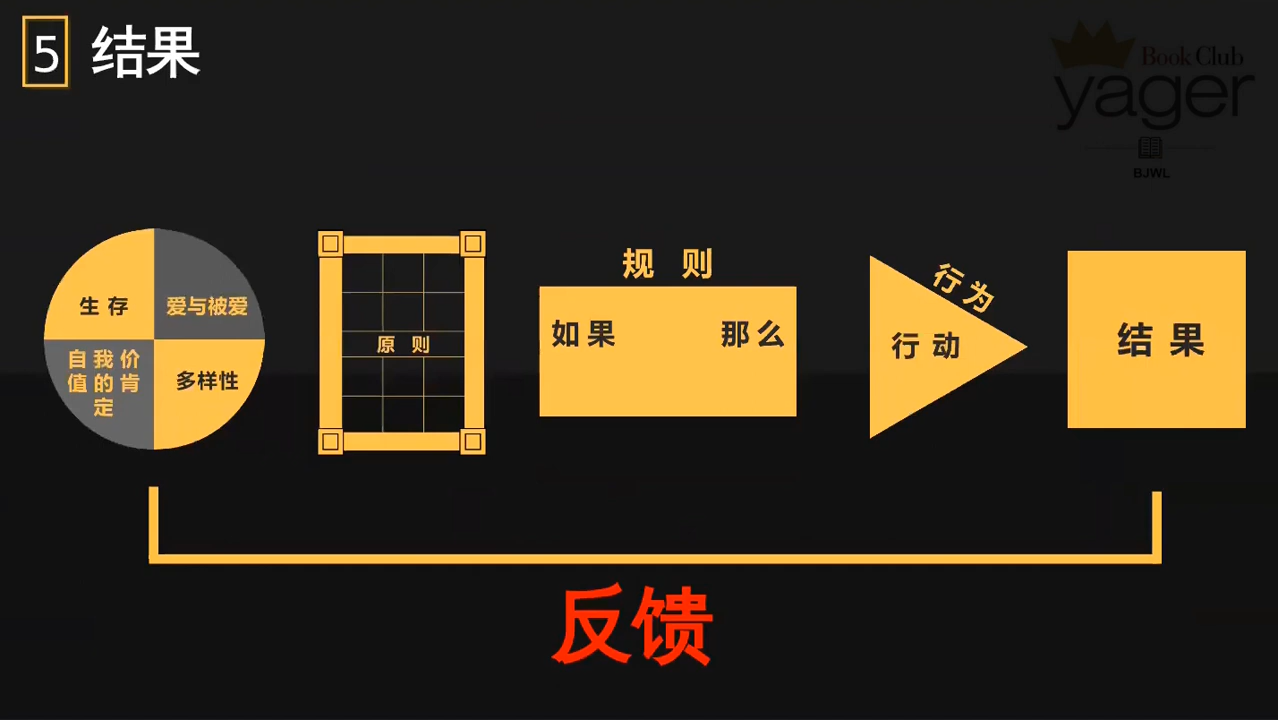 5 结果
Book Club
yager
BJWL
生存
爱与被爱
自我价
值的肯
定
多样性
原则
规则
如果 那么
行为
行动
结果
反馈